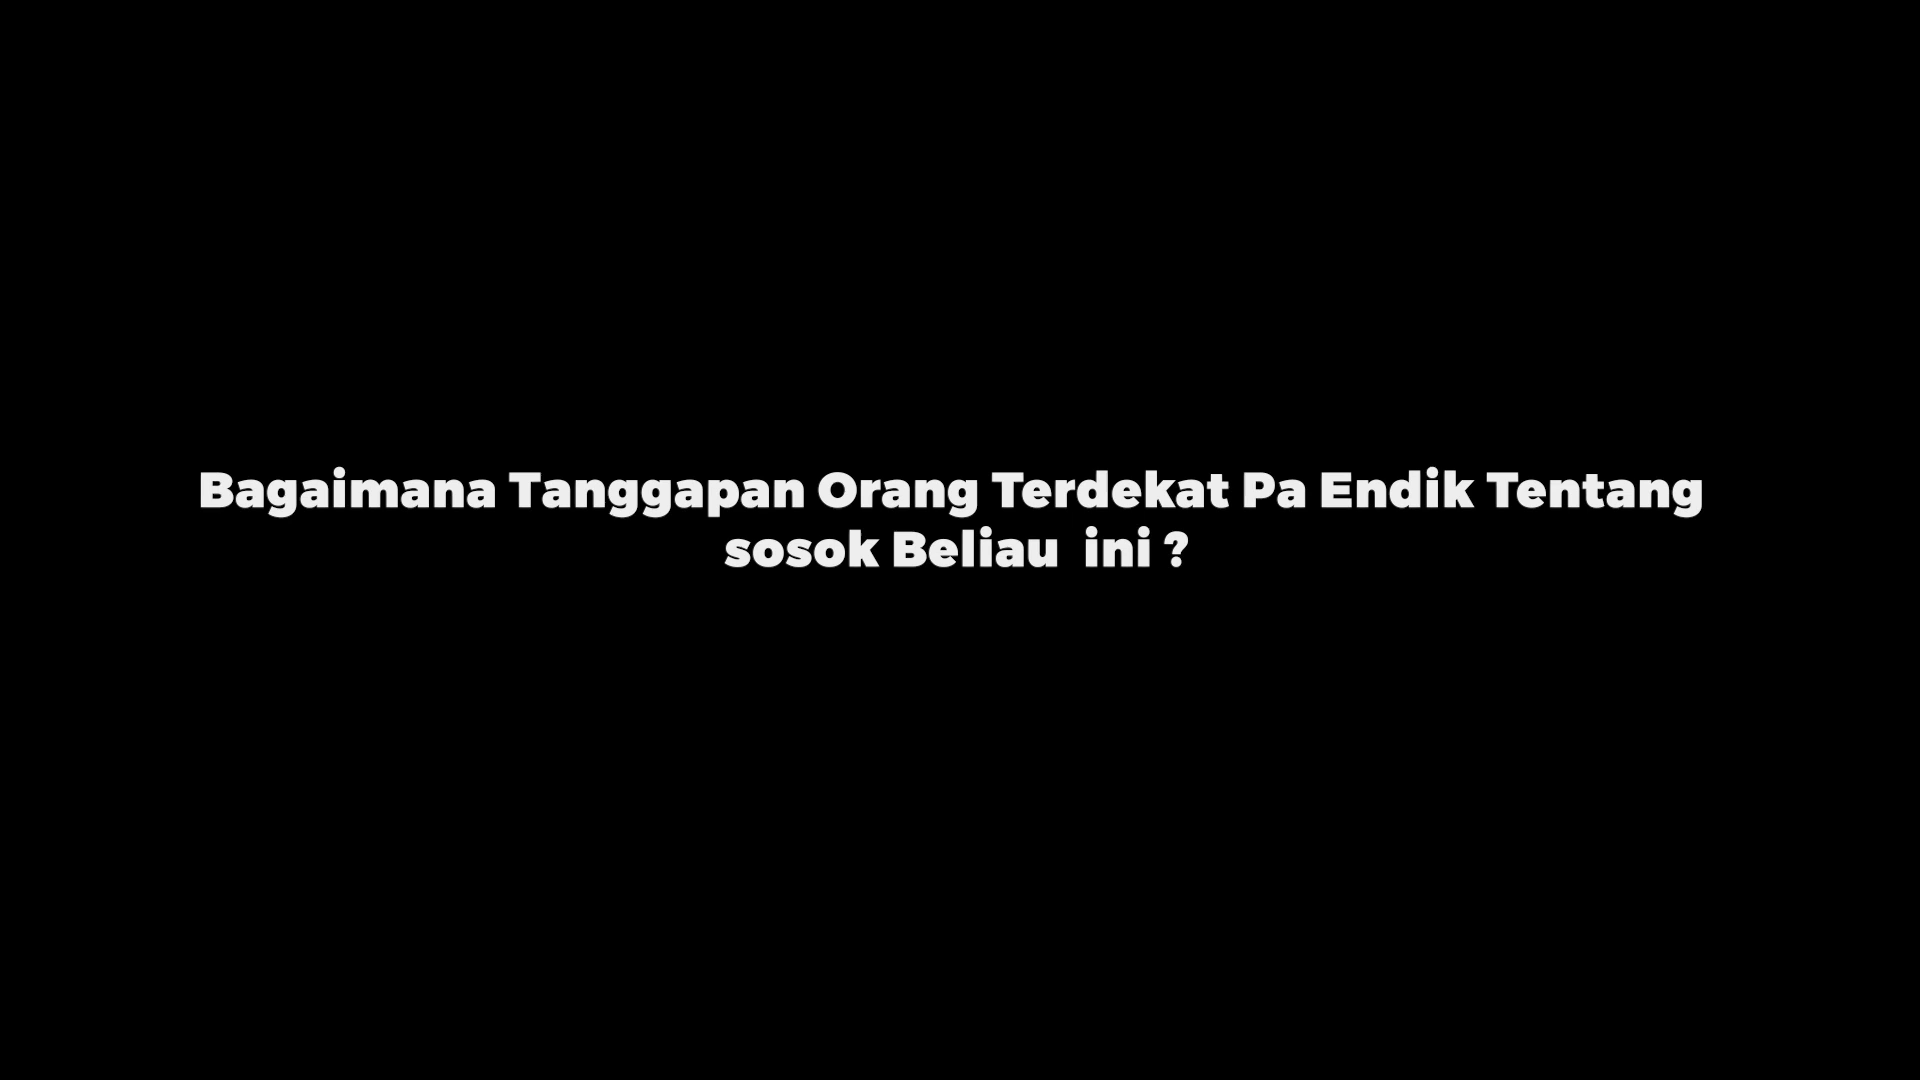 Bagaimana Tanggapan Orang Terdekat Pa Endik Tentang
sosok Beliau  ini ?